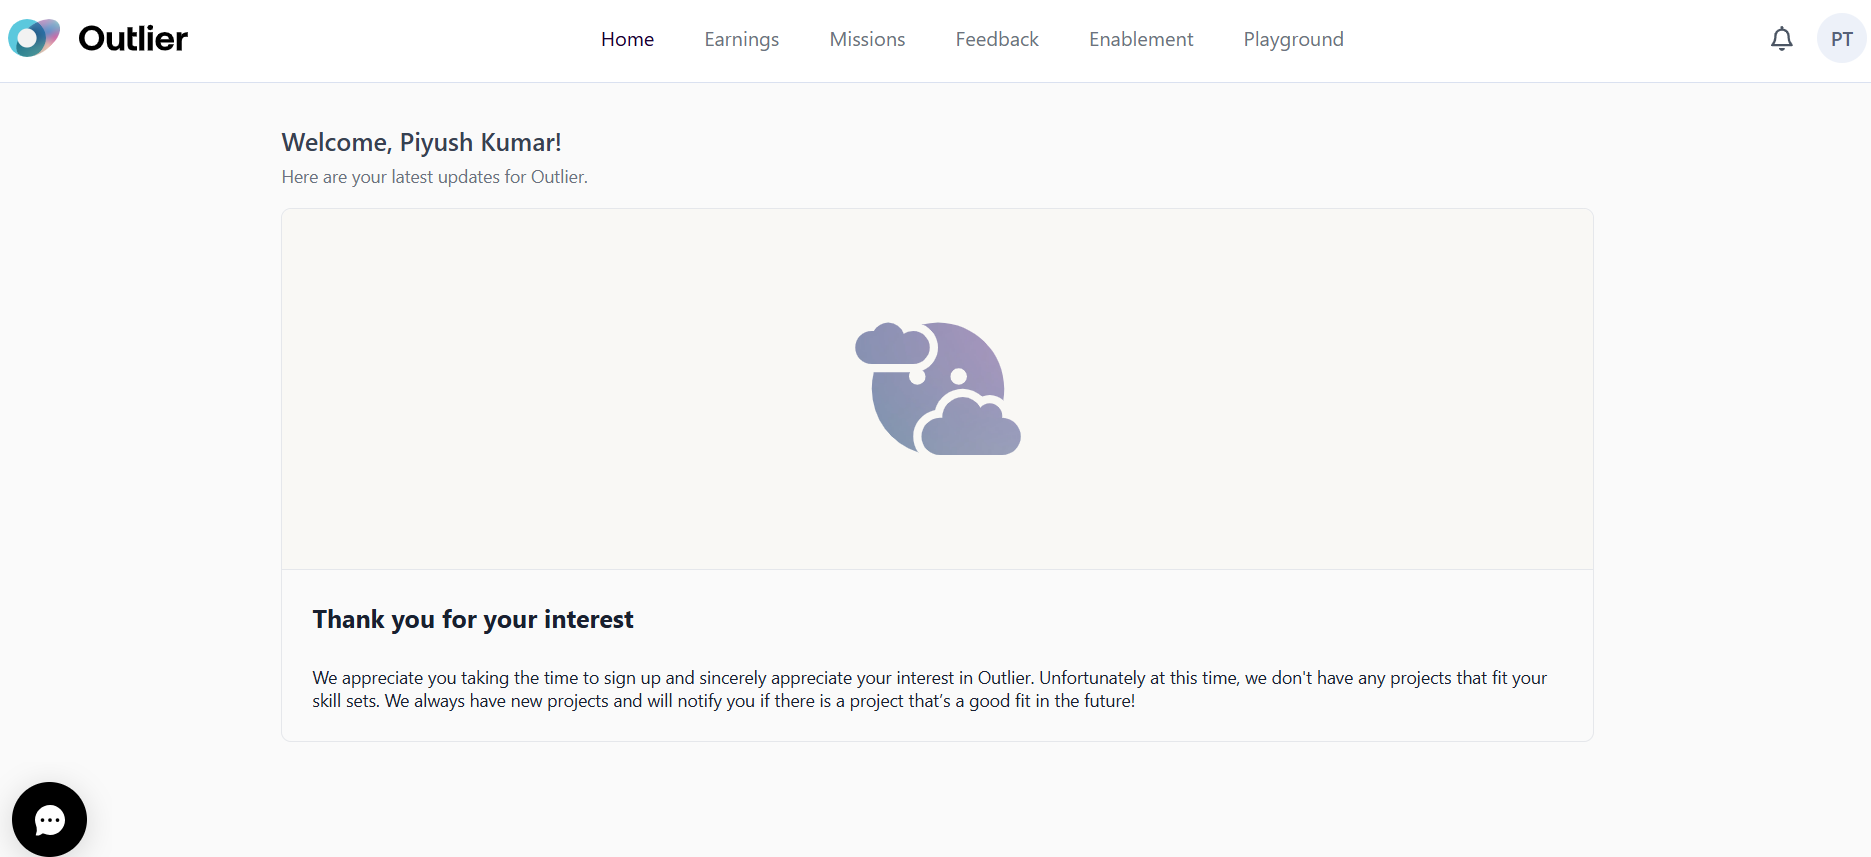 Outlier
Home
Earnings
Missions
Feedback
Enablement
Playground
PT
Welcome, Piyush Kumar!
Here are your latest updates for Outlier.
Thank you for your interest
We appreciate you taking the time to sign up and sincerely appreciate your interest in Outlier. Unfortunately at this time, we don't have any projects that fit your
skill sets. We always have new projects and will notify you if there is a project that’s a good fit in the future!